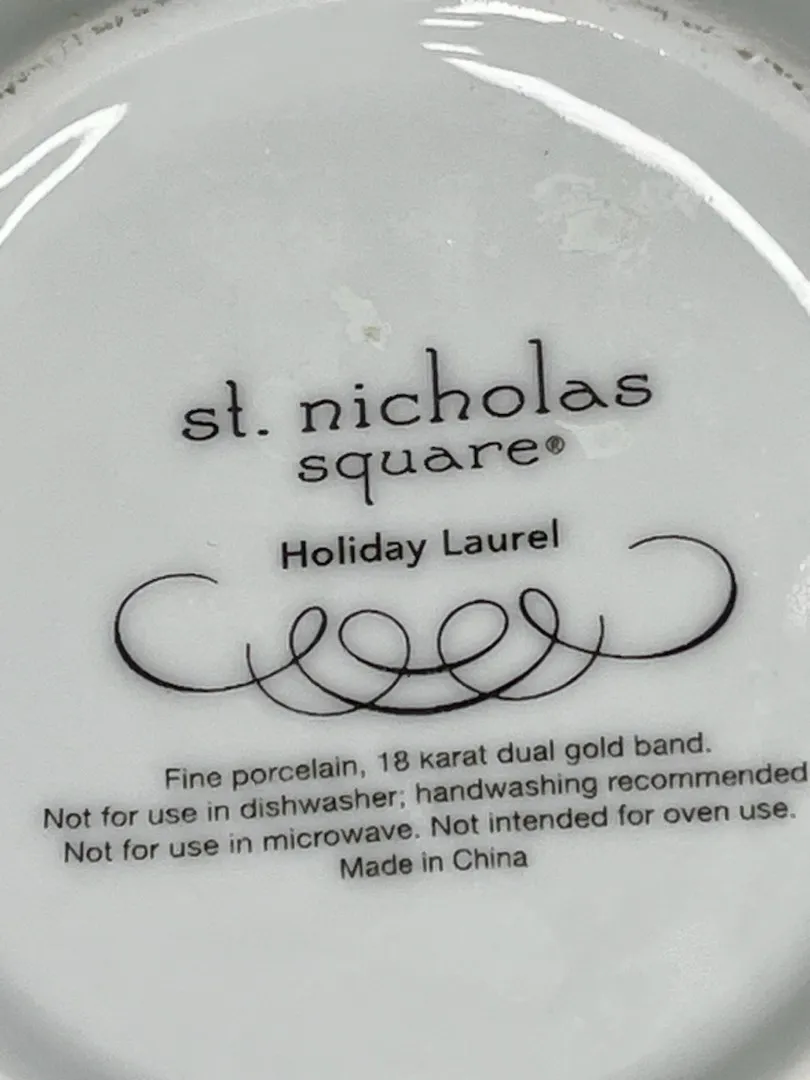 st. nicholas
square®
Holiday Laurel
Fine porcelain, 18 karat dual gold band.
Not for use in dishwasher; handwashing recommended
Not for use in microwave. Not intended for oven use.
Made in China